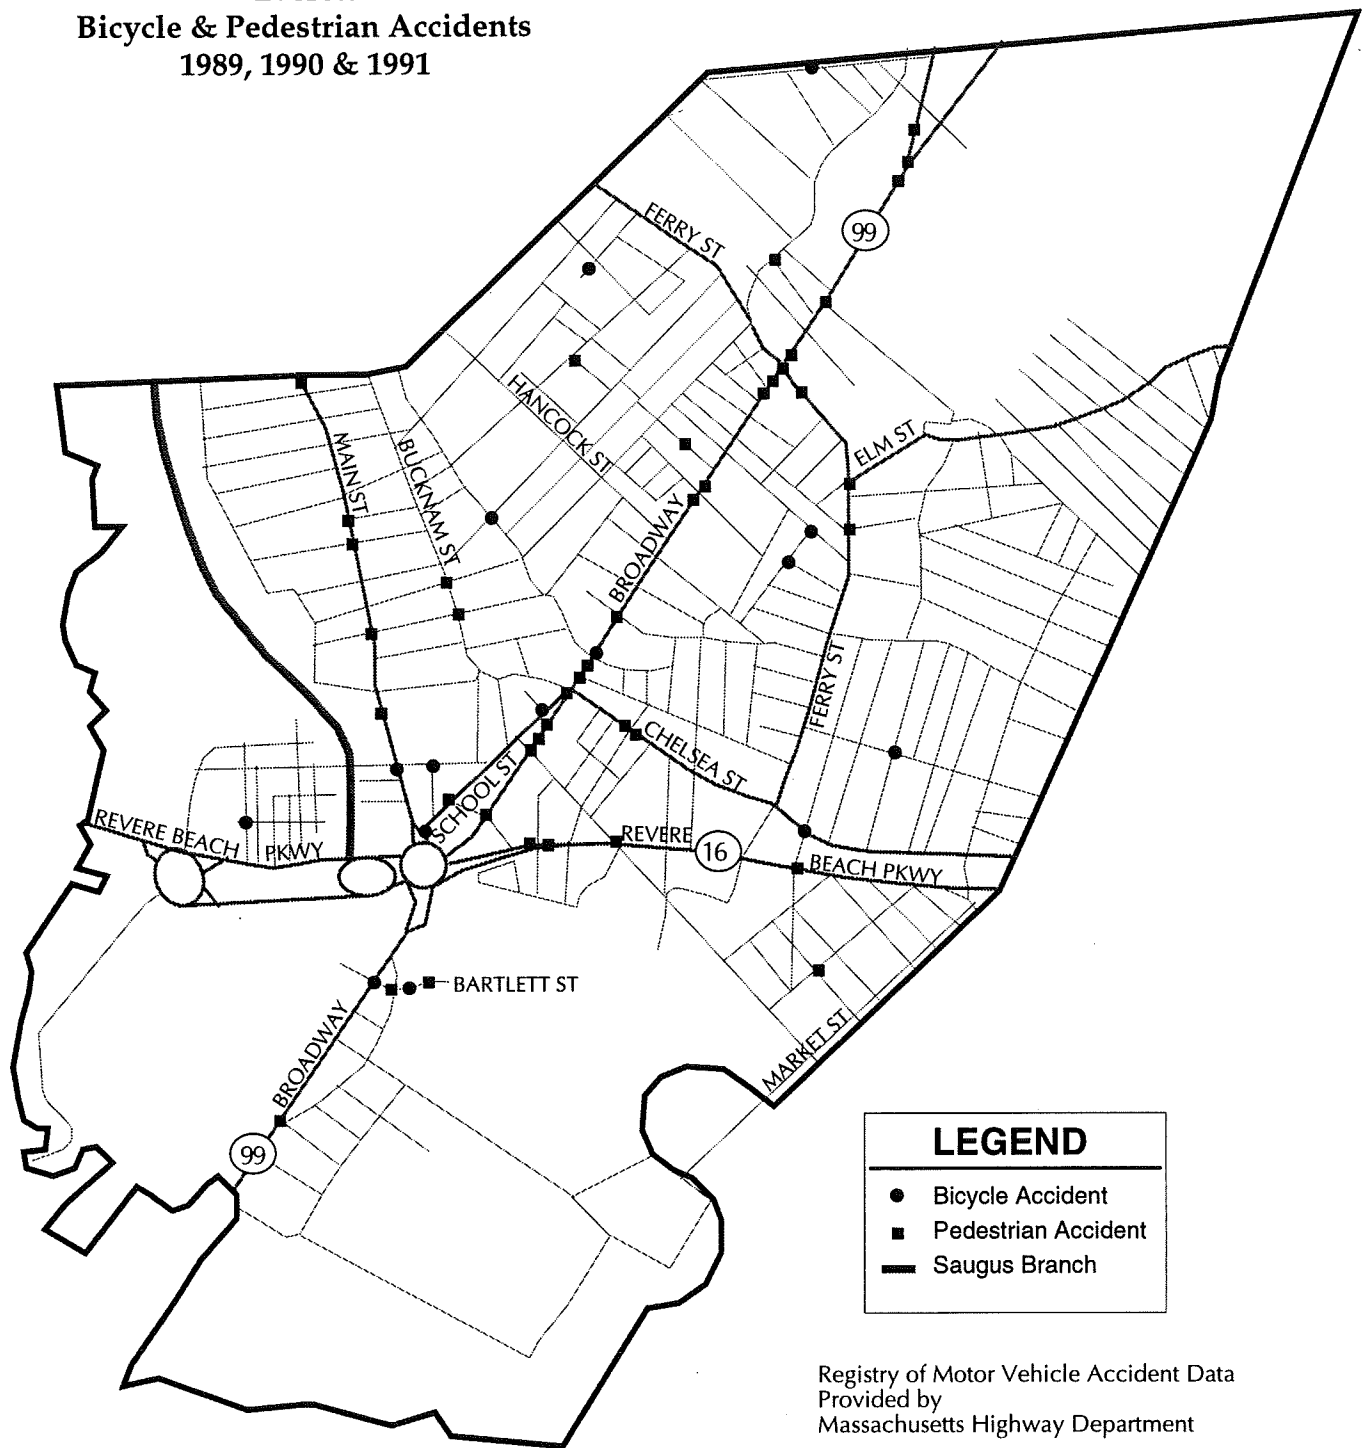 Bicycle & Pedestrian Accidents
1989, 1990 & 1991
FERRY ST
99
HANCOCK ST
MAIN ST
BUCKNAM ST
ELM ST
BROADWAY
FERRY ST
CHELSEA ST
SCHOOL ST
REVERE BEACH PKWY
REVERE
16
BEACH PKWY
BARTLETT ST
BROADWAY
MARKET ST
99
LEGEND
Bicycle Accident
Pedestrian Accident
Saugus Branch
Registry of Motor Vehicle Accident Data
Provided by
Massachusetts Highway Department